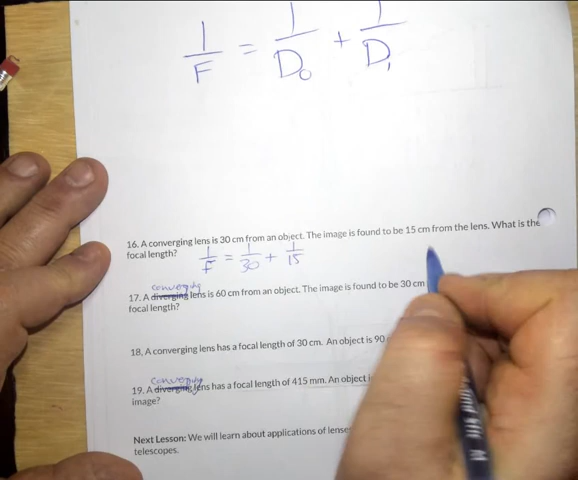 1/F = 1/Do + 1/Di
16. A converging lens is 30 cm from an object. The image is found to be 15 cm from the lens. What is the
focal length?
1/F = 1/30 + 1/15
converging
17. A diverging lens is 60 cm from an object. The image is found to be 30 cm
focal length?
18. A converging lens has a focal length of 30 cm. An object is 90
converging
19. A diverging lens has a focal length of 415 mm. An object
image?
Next Lesson: We will learn about applications of lenses
telescopes.